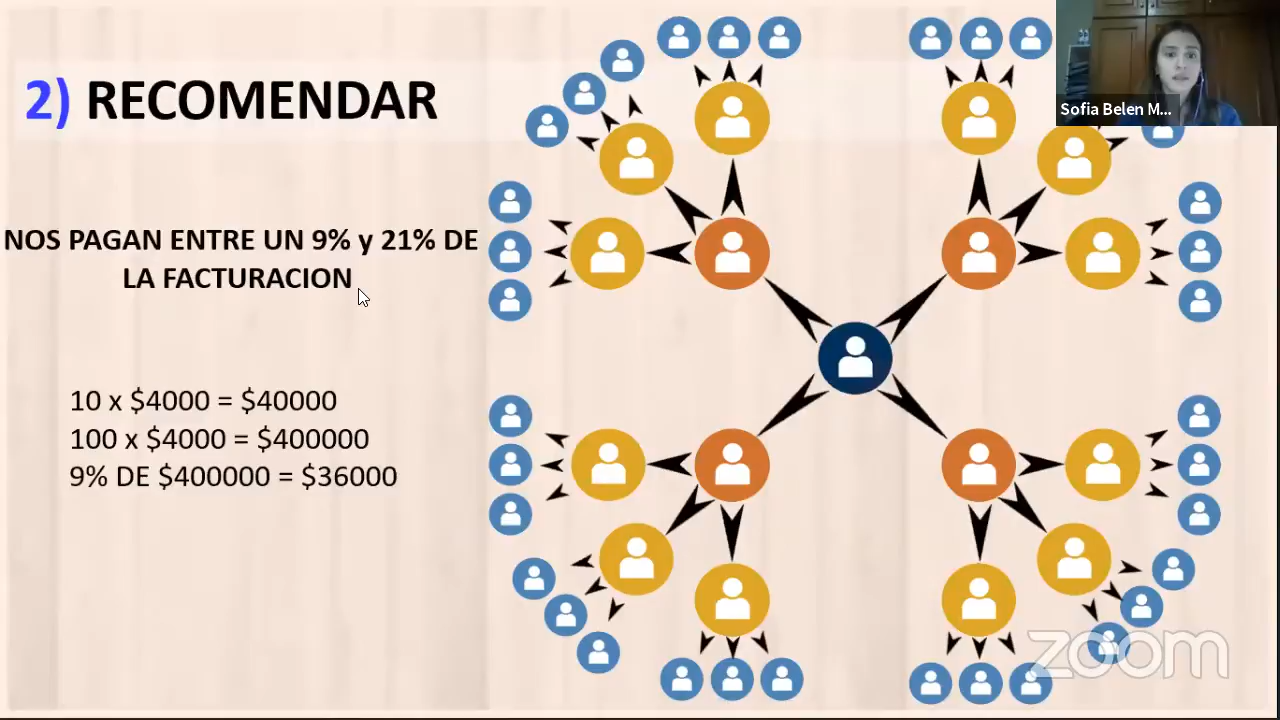 2) RECOMENDAR
NOS PAGAN ENTRE UN 9% y 21% DE
LA FACTURACION
10 x $4000 = $40000
100 x $4000 = $400000
9% DE $400000 = $36000
Sofia Belen M...
zoom